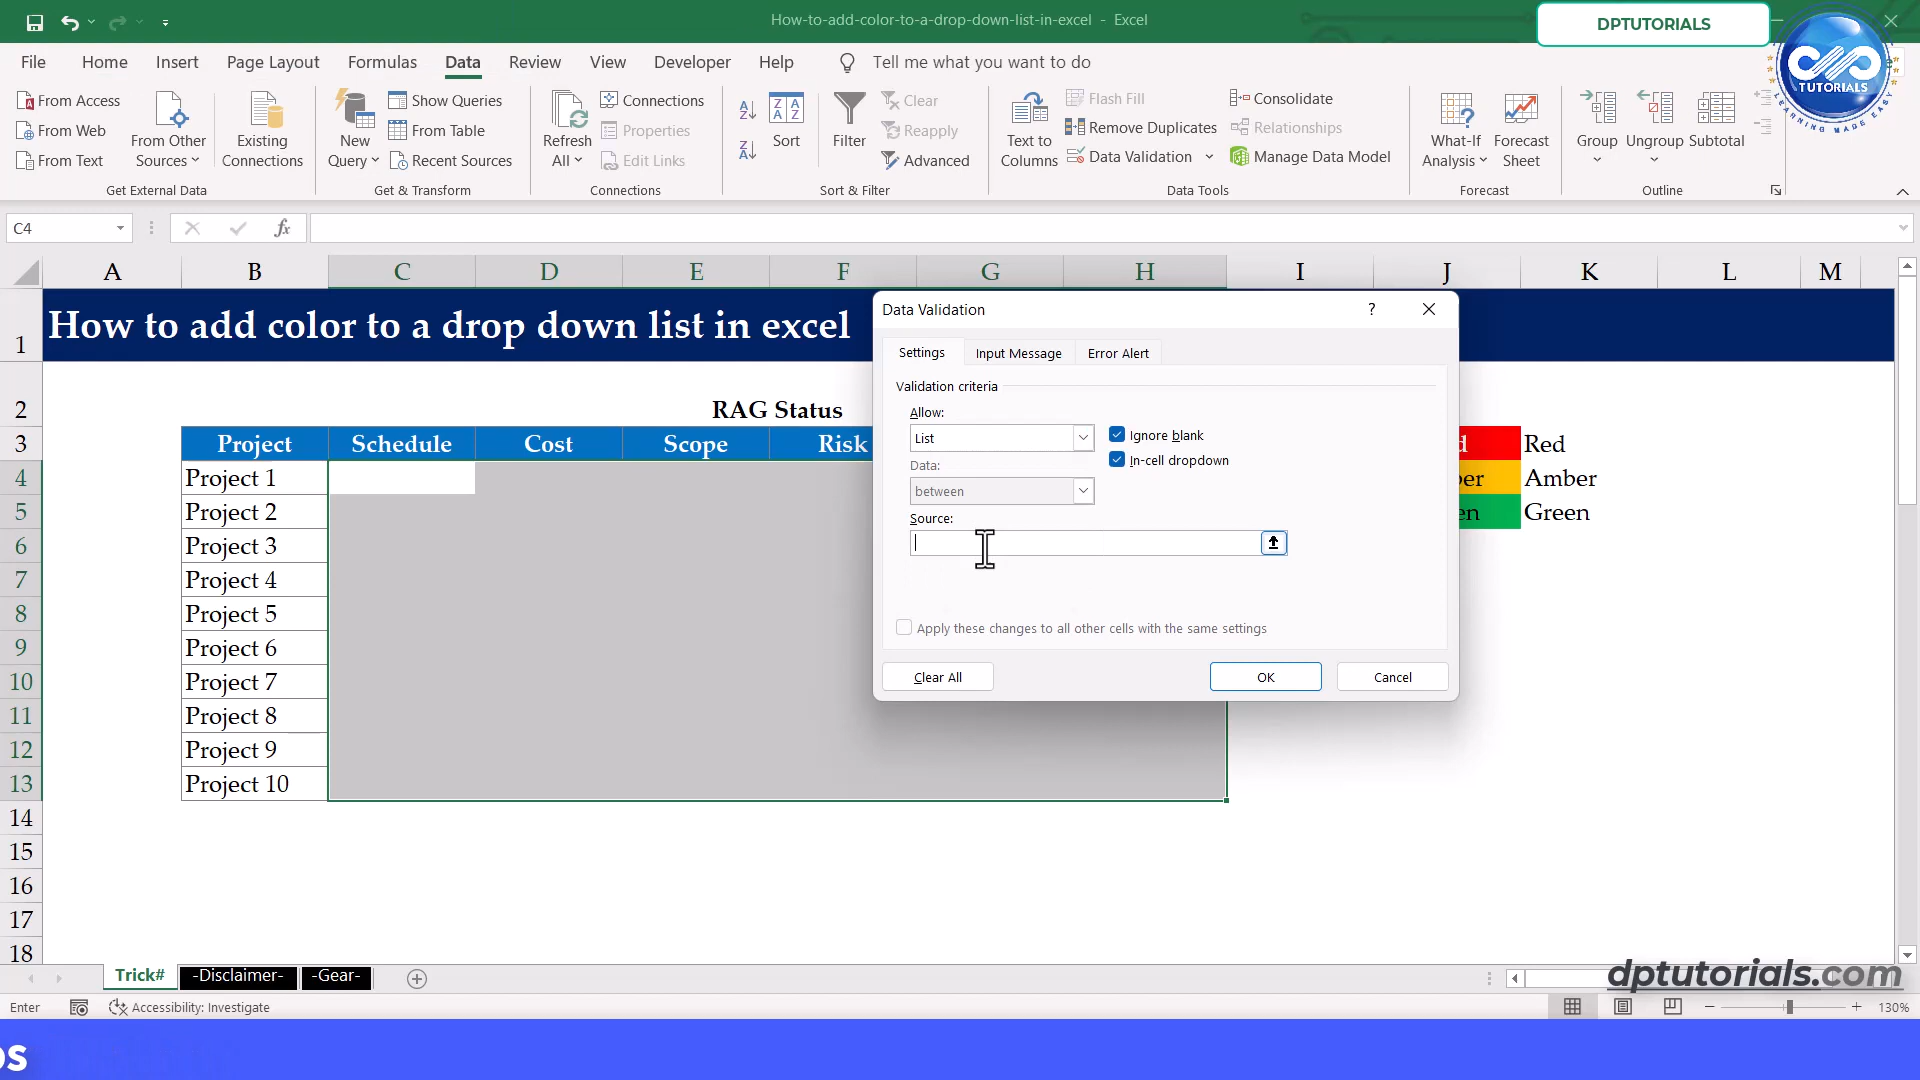 How-to-add-color-to-a-drop-down-list-in-excel - Excel
DPTUTORIALS
File Home Insert Page Layout Formulas Data Review View Developer Help Tell me what you want to do
TUTORIALS
LEARNING MADE EASY
From Access
From Web
From Text
From Other Sources
Existing Connections
Get External Data
New Query
Show Queries
From Table
Recent Sources
Get & Transform
Refresh All
Connections
Properties
Edit Links
Connections
Sort
Filter
Clear
Reapply
Advanced
Sort & Filter
Text to Columns
Flash Fill
Remove Duplicates
Data Validation
Consolidate
Relationships
Manage Data Model
Data Tools
What-If Analysis
Forecast Sheet
Forecast
Group
Ungroup
Subtotal
Outline
C4
fx
A B C D E F G H I J K L M
1 How to add color to a drop down list in excel
2 RAG Status
3 Project Schedule Cost Scope Risk
4 Project 1
5 Project 2
6 Project 3
7 Project 4
8 Project 5
9 Project 6
10 Project 7
11 Project 8
12 Project 9
13 Project 10
14
15
16
17
18
Red
Amber
Green
Data Validation ?
Settings Input Message Error Alert
Validation criteria
Allow:
List
Ignore blank
In-cell dropdown
Data:
between
Source:
Apply these changes to all other cells with the same settings
Clear All OK Cancel
Trick# -Disclaimer- -Gear-
dptutorials.com
Enter Accessibility: Investigate 130%